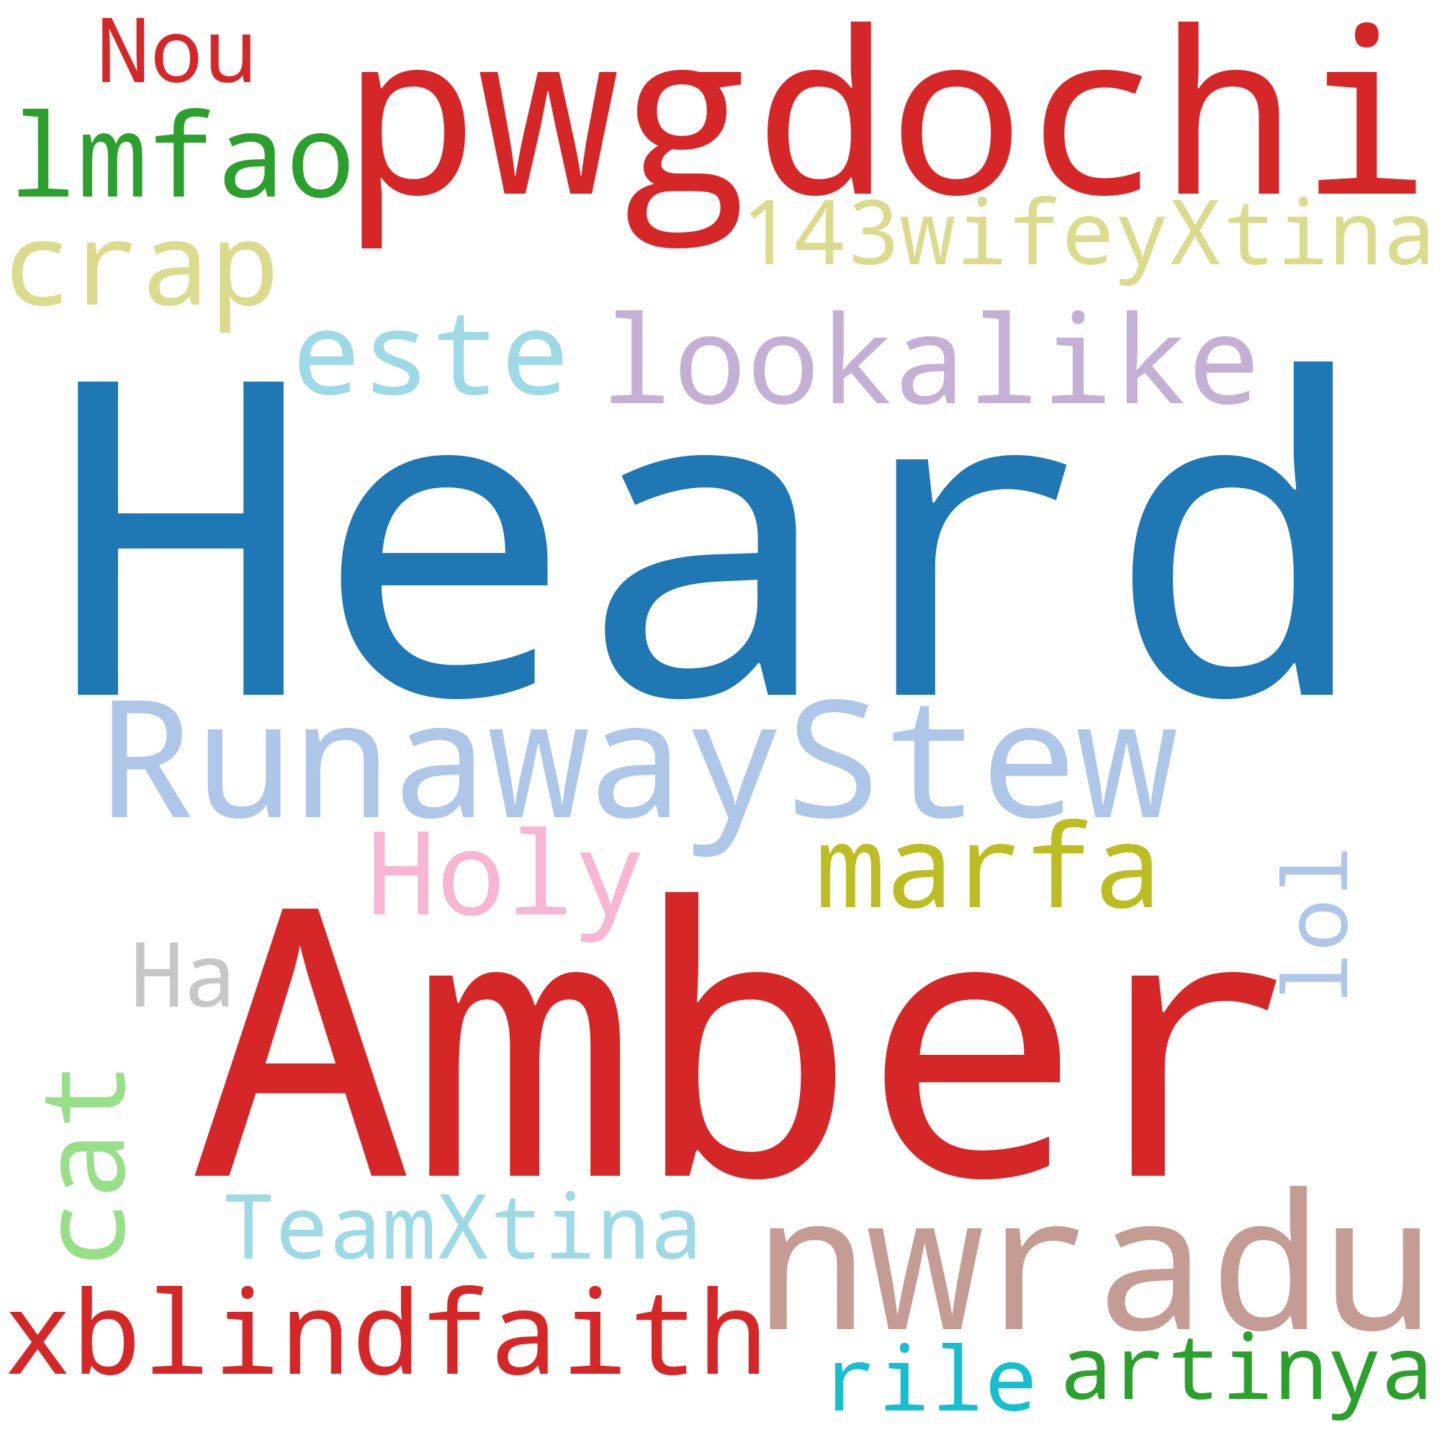 Nou
pwgdochi
lmfao
143wifeyXtina
crap
este
lookalike
Heard
RunawayStew
Holy
marfa
lol
Ha
Amber
cat
TeamXtina
nwradu
xblindfaith
rile
artinya